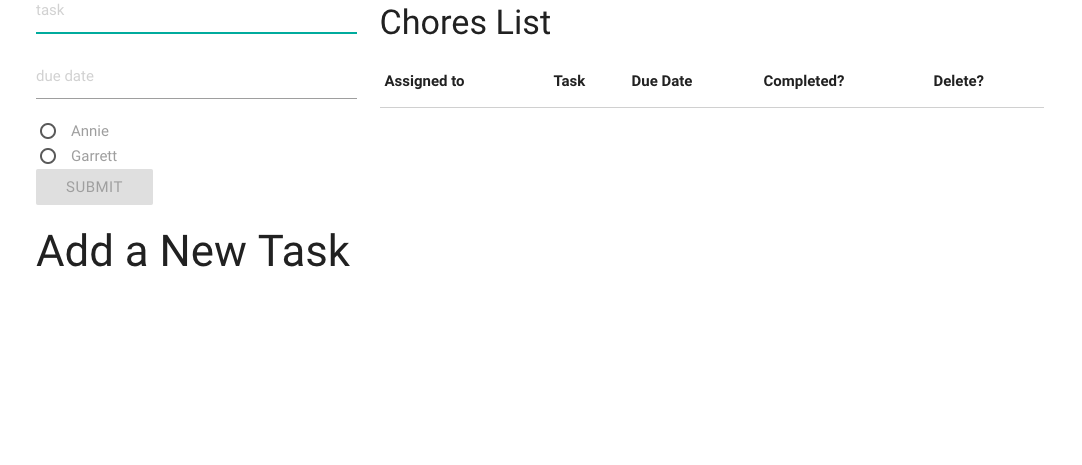 task
due date
Annie
Garrett
SUBMIT
Add a New Task
Chores List
Assigned to Task Due Date Completed? Delete?